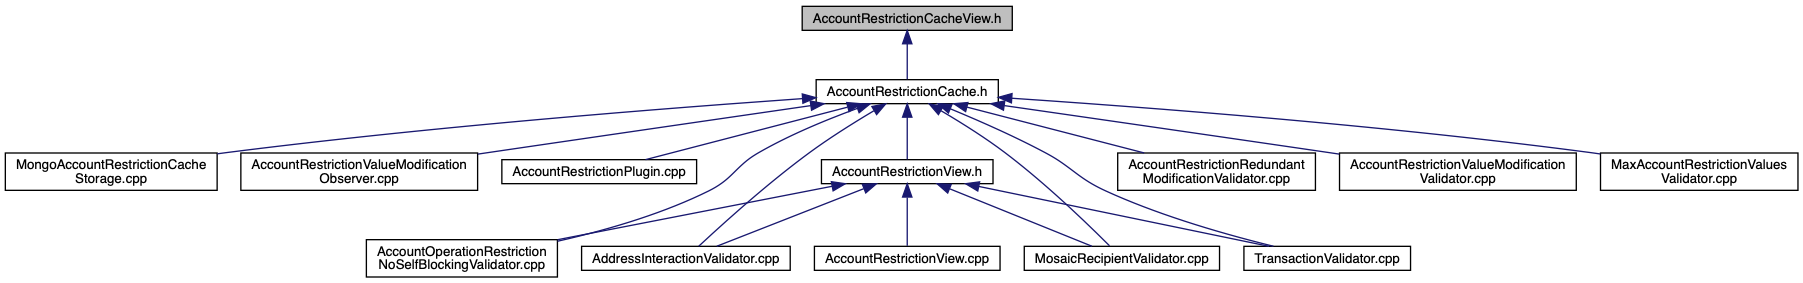 AccountRestrictionCacheView.h
AccountRestrictionCache.h
MongoAccountRestrictionCache
Storage.cpp
AccountRestrictionValueModification
Observer.cpp
AccountRestrictionPlugin.cpp
AccountRestrictionView.h
AccountRestrictionRedundant
ModificationValidator.cpp
AccountRestrictionValueModification
Validator.cpp
MaxAccountRestrictionValues
Validator.cpp
AccountOperationRestriction
NoSelfBlockingValidator.cpp
AddressInteractionValidator.cpp
AccountRestrictionView.cpp
MosaicRecipientValidator.cpp
TransactionValidator.cpp